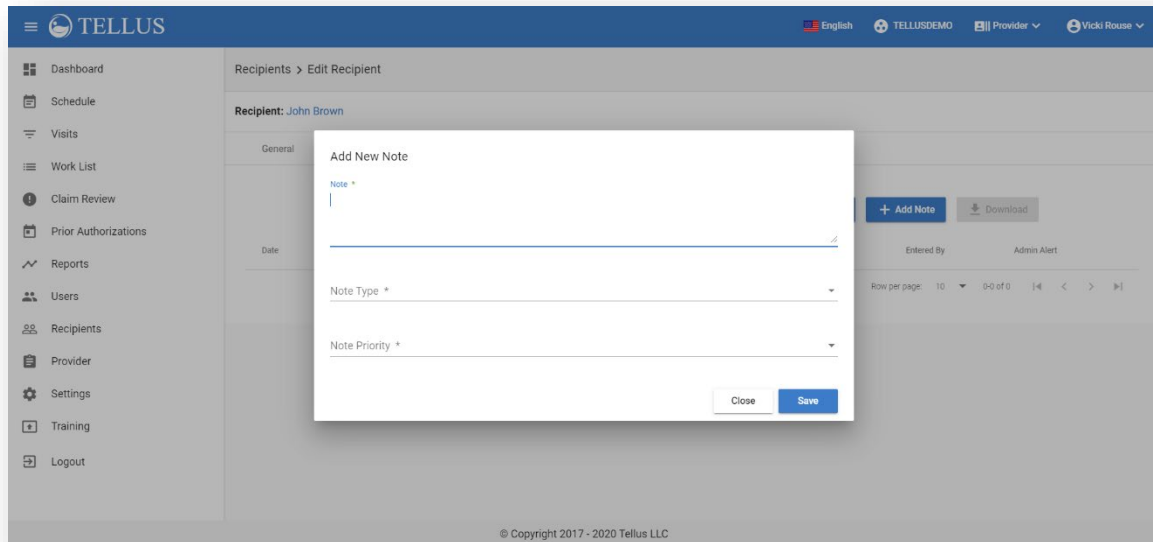 TELLUS English TELLUSDEMO Provider Vicki Rouse
Dashboard
Schedule
Visits
Work List
Claim Review
Prior Authorizations
Reports
Users
Recipients
Provider
Settings
Training
Logout
Recipients > Edit Recipient
Recipient: John Brown
General
+ Add Note Download
Date Entered By Admin Alert
Row per page: 10 0-0 of 0
Add New Note
Note *
Note Type *
Note Priority *
Close Save
© Copyright 2017 - 2020 Tellus LLC